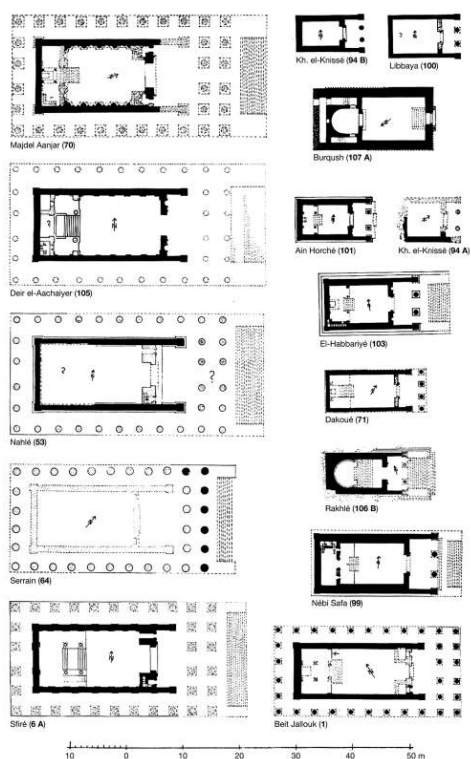 Majdel Aanjar (70)
Deir el-Aachaiyer (105)
Nahlé (53)
?
?
Serrain (64)
Sfiré (6 A)
Kh. el-Knissé (94 B)
Libbaya (100)
?
Burqush (107 A)
Ain Horché (101)
Kh. el-Knissé (94 A)
El-Habbariyé (103)
Dakoué (71)
Rakhlé (106 B)
Nébi Safa (99)
Beit Jallouk (1)
10 0 10 20 30 40 50 m